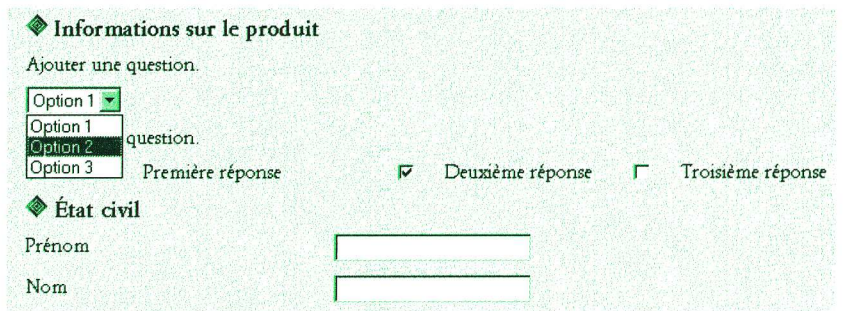 Informations sur le produit
Ajouter une question.
Option 1
Option 1
Option 2
question.
Option 3
Première réponse Deuxième réponse Troisième réponse
État civil
Prénom
Nom